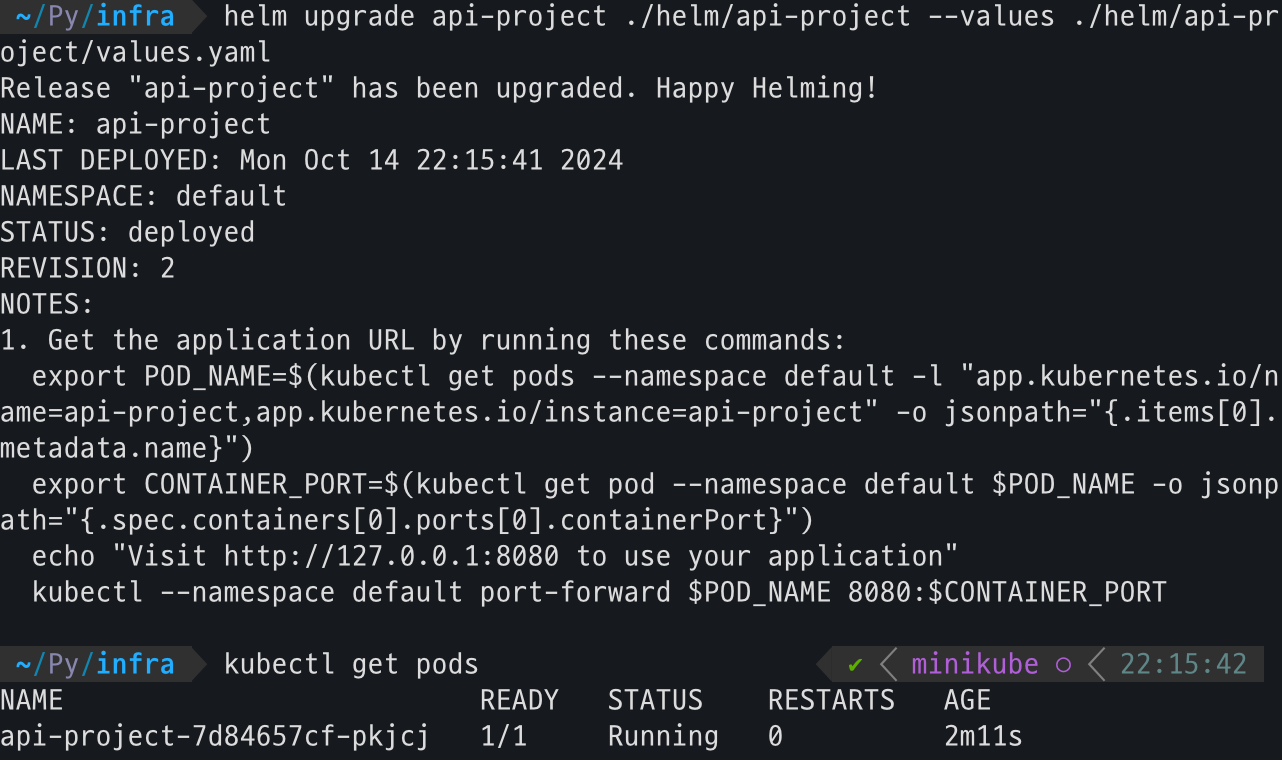 ~/Py/infra helm upgrade api-project ./helm/api-project --values ./helm/api-pr
oject/values.yaml
Release "api-project" has been upgraded. Happy Helming!
NAME: api-project
LAST DEPLOYED: Mon Oct 14 22:15:41 2024
NAMESPACE: default
STATUS: deployed
REVISION: 2
NOTES:
1. Get the application URL by running these commands:
  export POD_NAME=$(kubectl get pods --namespace default -l "app.kubernetes.io/n
ame=api-project,app.kubernetes.io/instance=api-project" -o jsonpath="{.items[0].
metadata.name}")
  export CONTAINER_PORT=$(kubectl get pod --namespace default $POD_NAME -o jsonp
ath="{.spec.containers[0].ports[0].containerPort}")
  echo "Visit http://127.0.0.1:8080 to use your application"
  kubectl --namespace default port-forward $POD_NAME 8080:$CONTAINER_PORT
~/Py/infra kubectl get pods ✔ minikube ○ 22:15:42
NAME READY STATUS RESTARTS AGE
api-project-7d84657cf-pkjcj 1/1 Running 0 2m11s